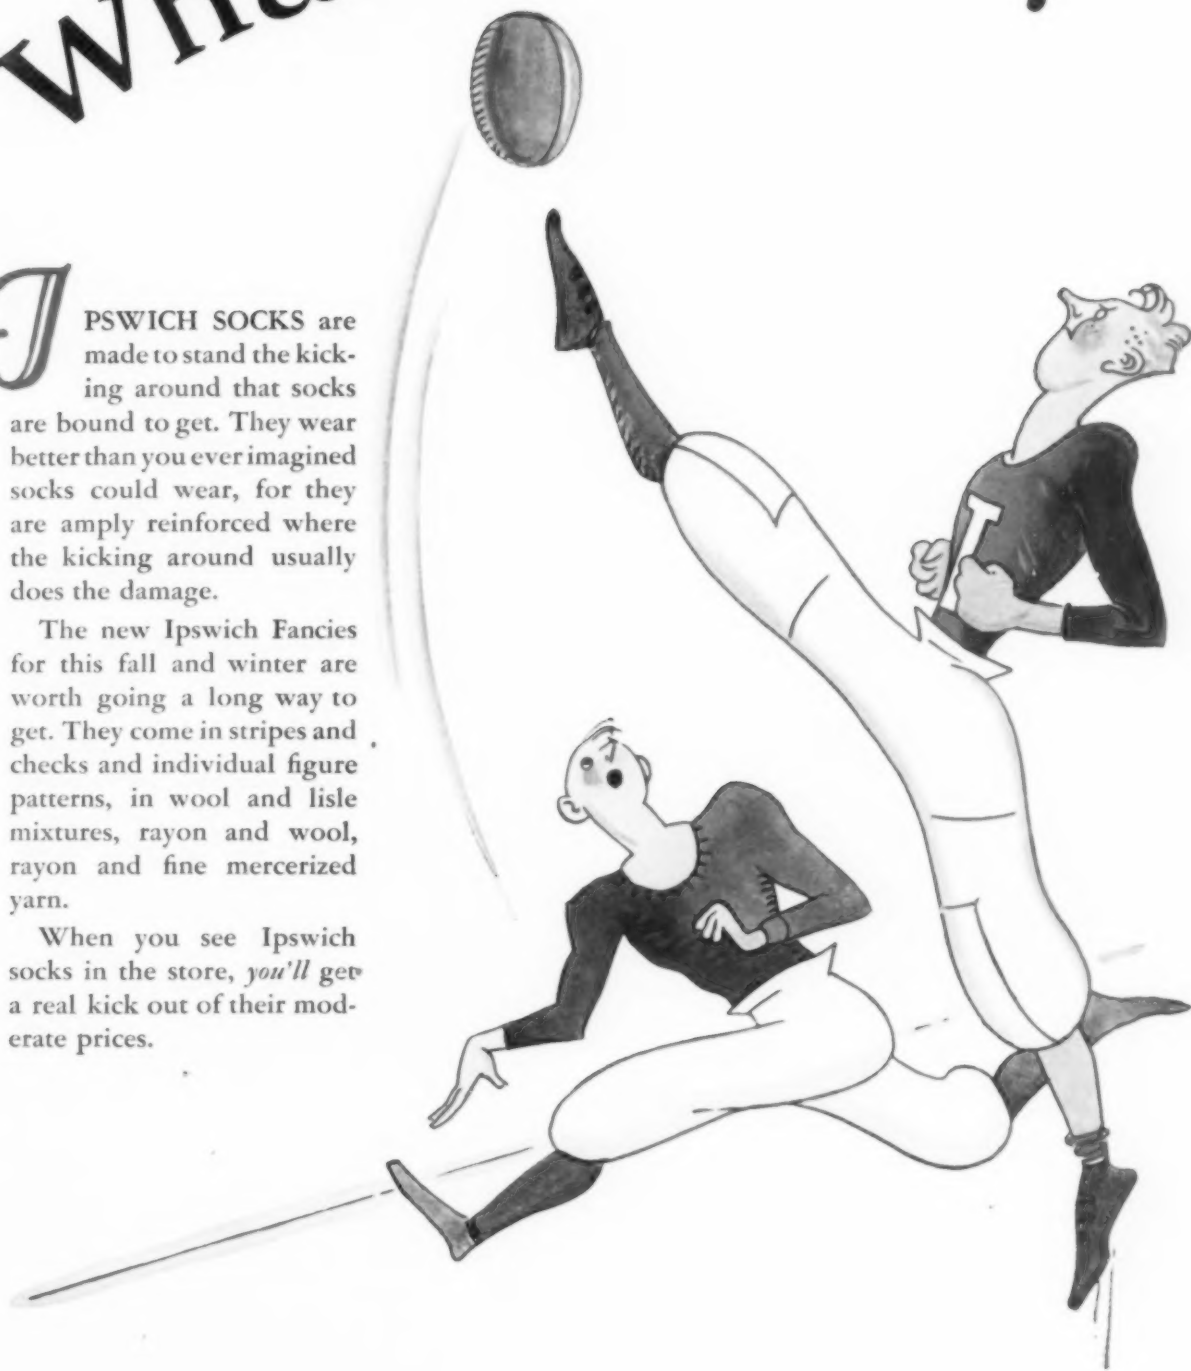 IPSWICH SOCKS are
made to stand the kick-
ing around that socks
are bound to get. They wear
better than you ever imagined
socks could wear, for they
are amply reinforced where
the kicking around usually
does the damage.
The new Ipswich Fancies
for this fall and winter are
worth going a long way to
get. They come in stripes and
checks and individual figure
patterns, in wool and lisle
mixtures, rayon and wool,
rayon and fine mercerized
yarn.
When you see Ipswich
socks in the store, you'll get
a real kick out of their mod-
erate prices.
I